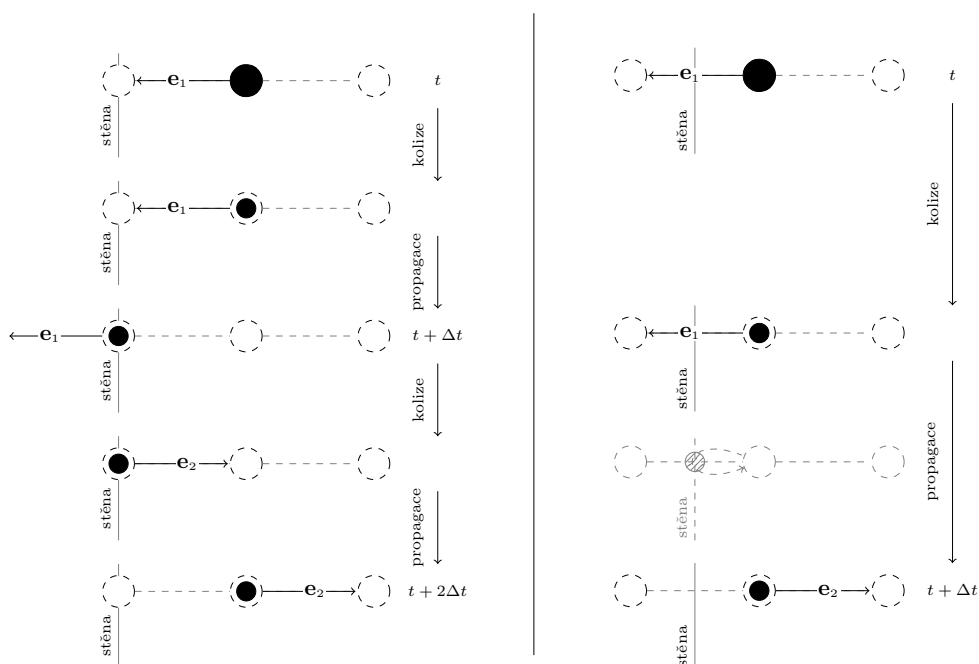 e₁
t
stěna
kolize
e₁
stěna
propagace
e₁
t + Δt
stěna
kolize
e₂
stěna
propagace
e₂
t + 2Δt
stěna
e₁
t
stěna
kolize
e₁
stěna
propagace
stěna
e₂
t + Δt
stěna